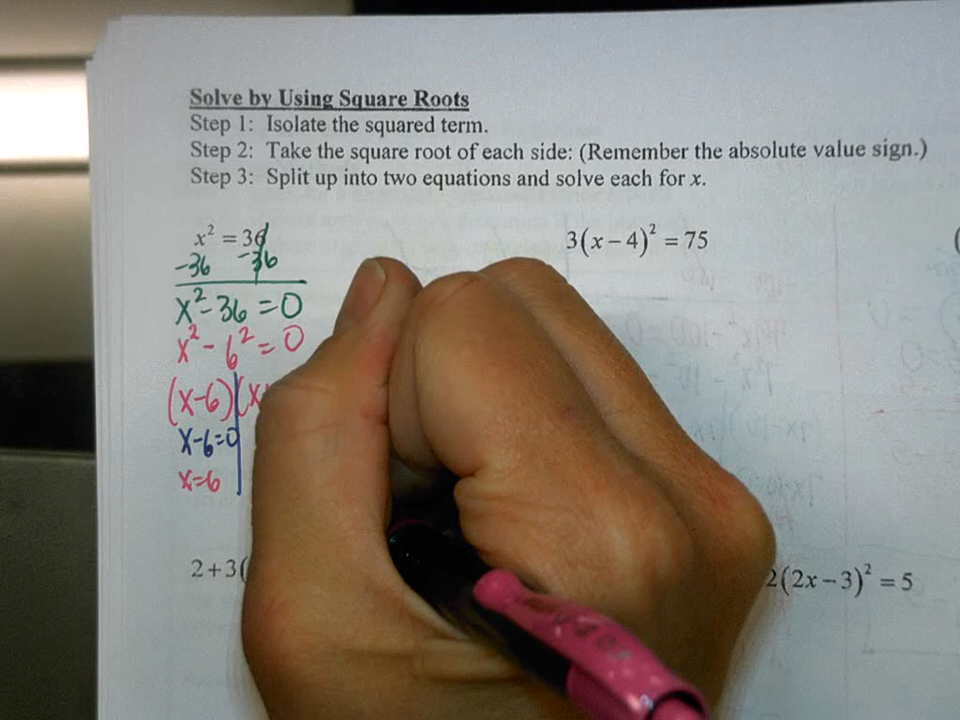 Solve by Using Square Roots
Step 1: Isolate the squared term.
Step 2: Take the square root of each side: (Remember the absolute value sign.)
Step 3: Split up into two equations and solve each for x.
x² = 36
-36 -36
x² - 36 = 0
x² - 6² = 0
(x-6)(x
x-6=0
x=6
3(x-4)² = 75
2+3(
2(2x-3)² = 5